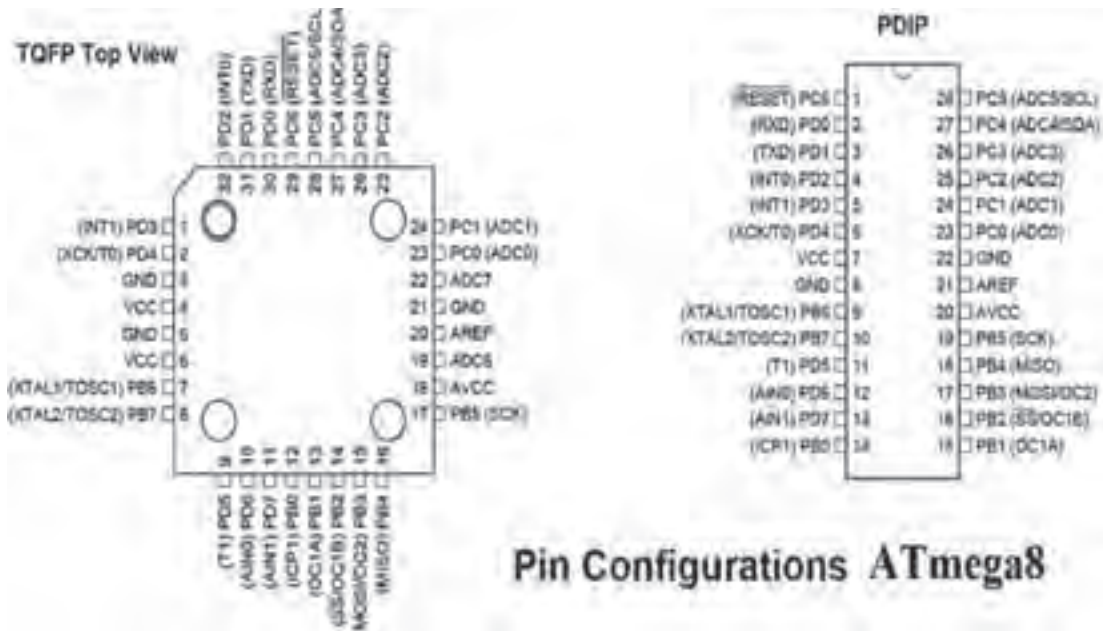 TQFP Top View
PD2 (INT0)
PD1 (TXD)
PD0 (RXD)
PC6 (RESET)
PC5 (ADC5/SCL
PC4 (ADC4/SDA
PC3 (ADC3)
PC2 (ADC2)
32 31 30 29 28 27 26 25
(INT1) PD3 1
(XCK/T0) PD4 2
GND 3
VCC 4
GND 5
VCC 6
(XTAL1/TOSC1) PB6 7
(XTAL2/TOSC2) PB7 8
24 PC1 (ADC1)
23 PC0 (ADC0)
22 ADC7
21 GND
20 AREF
19 ADC6
18 AVCC
17 PB5 (SCK)
9 10 11 12 13 14 15 16
(T1) PD5
(AIN0) PD6
(AIN1) PD7
(ICP1) PB0
(OC1A) PB1
(SS/OC1B) PB2
MOSI/OC2) PB3
(MISO) PB4
PDIP
(RESET) PC6 1
(RXD) PD0 2
(TXD) PD1 3
(INT0) PD2 4
(INT1) PD3 5
(XCK/T0) PD4 6
VCC 7
GND 8
(XTAL1/TOSC1) PB6 9
(XTAL2/TOSC2) PB7 10
(T1) PD5 11
(AIN0) PD6 12
(AIN1) PD7 13
(ICP1) PB0 14
28 PC5 (ADC5/SCL)
27 PC4 (ADC4/SDA)
26 PC3 (ADC3)
25 PC2 (ADC2)
24 PC1 (ADC1)
23 PC0 (ADC0)
22 GND
21 AREF
20 AVCC
19 PB5 (SCK)
18 PB4 (MISO)
17 PB3 (MOSI/OC2)
16 PB2 (SS/OC1B)
15 PB1 (OC1A)
Pin Configurations ATmega8